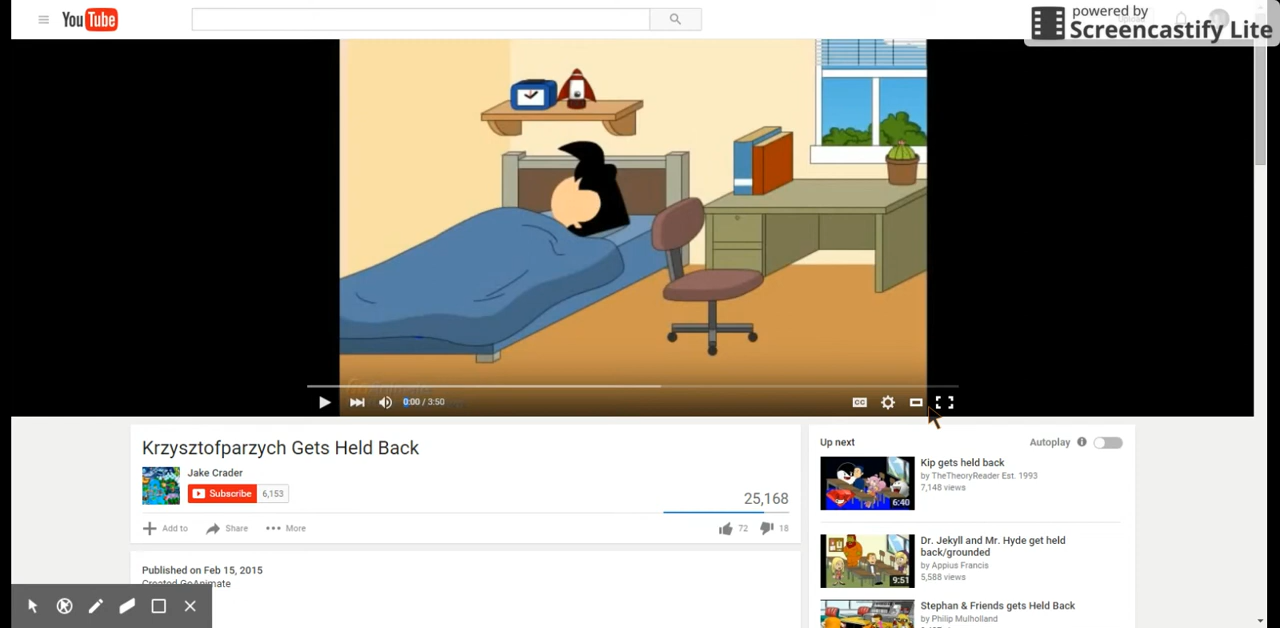 YouTube
powered by
Screencastify Lite
0:00 / 3:50
CC
Krzysztofparzych Gets Held Back
Jake Crader
Subscribe 6,153
25,168
Add to Share More
72 18
Published on Feb 15, 2015
Created GoAnimate
Up next
Autoplay
Kip gets held back
by TheTheoryReader Est. 1993
7,148 views
6:40
Dr. Jekyll and Mr. Hyde get held
back/grounded
by Appius Francis
5,588 views
9:51
Stephan & Friends gets Held Back
by Philip Mulholland